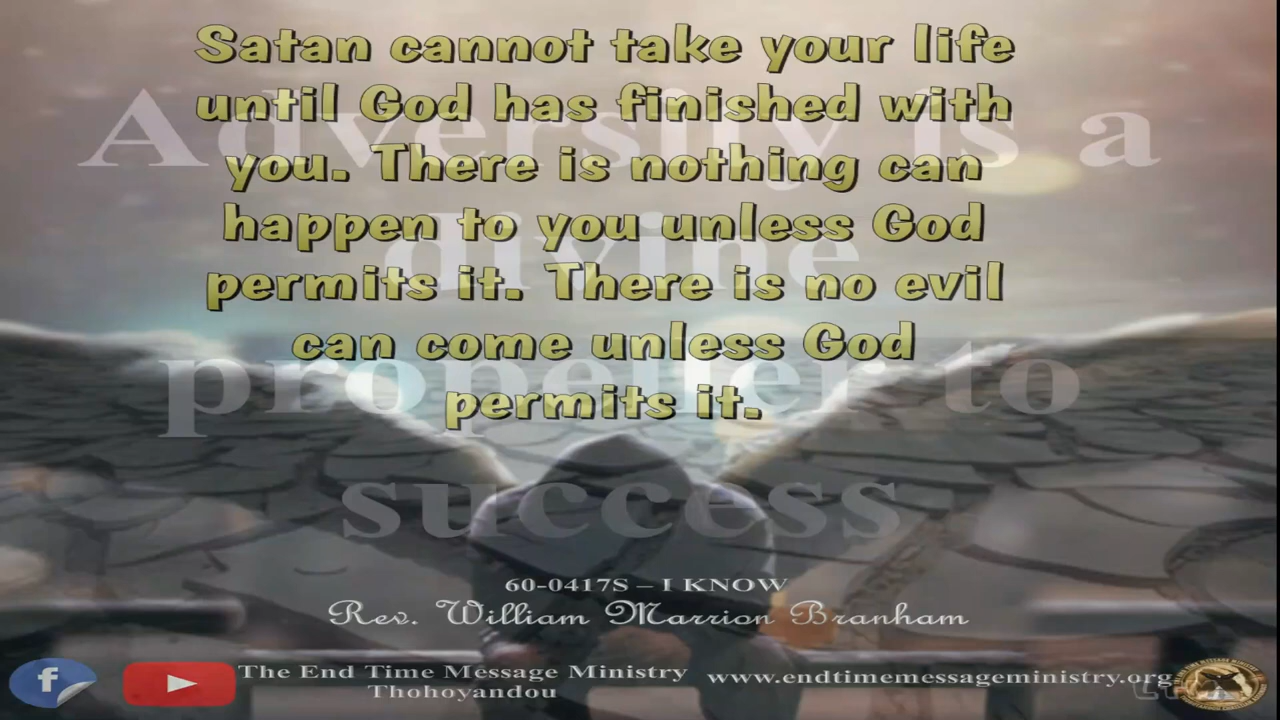 Satan cannot take your life
until God has finished with
you. There is nothing can
happen to you unless God
permits it. There is no evil
can come unless God
permits it.
Adversity is a
divine
propeller to
success
60-0417S – I KNOW
Rev. William Marrion Branham
f
The End Time Message Ministry
Thohoyandou
www.endtimemessageministry.org